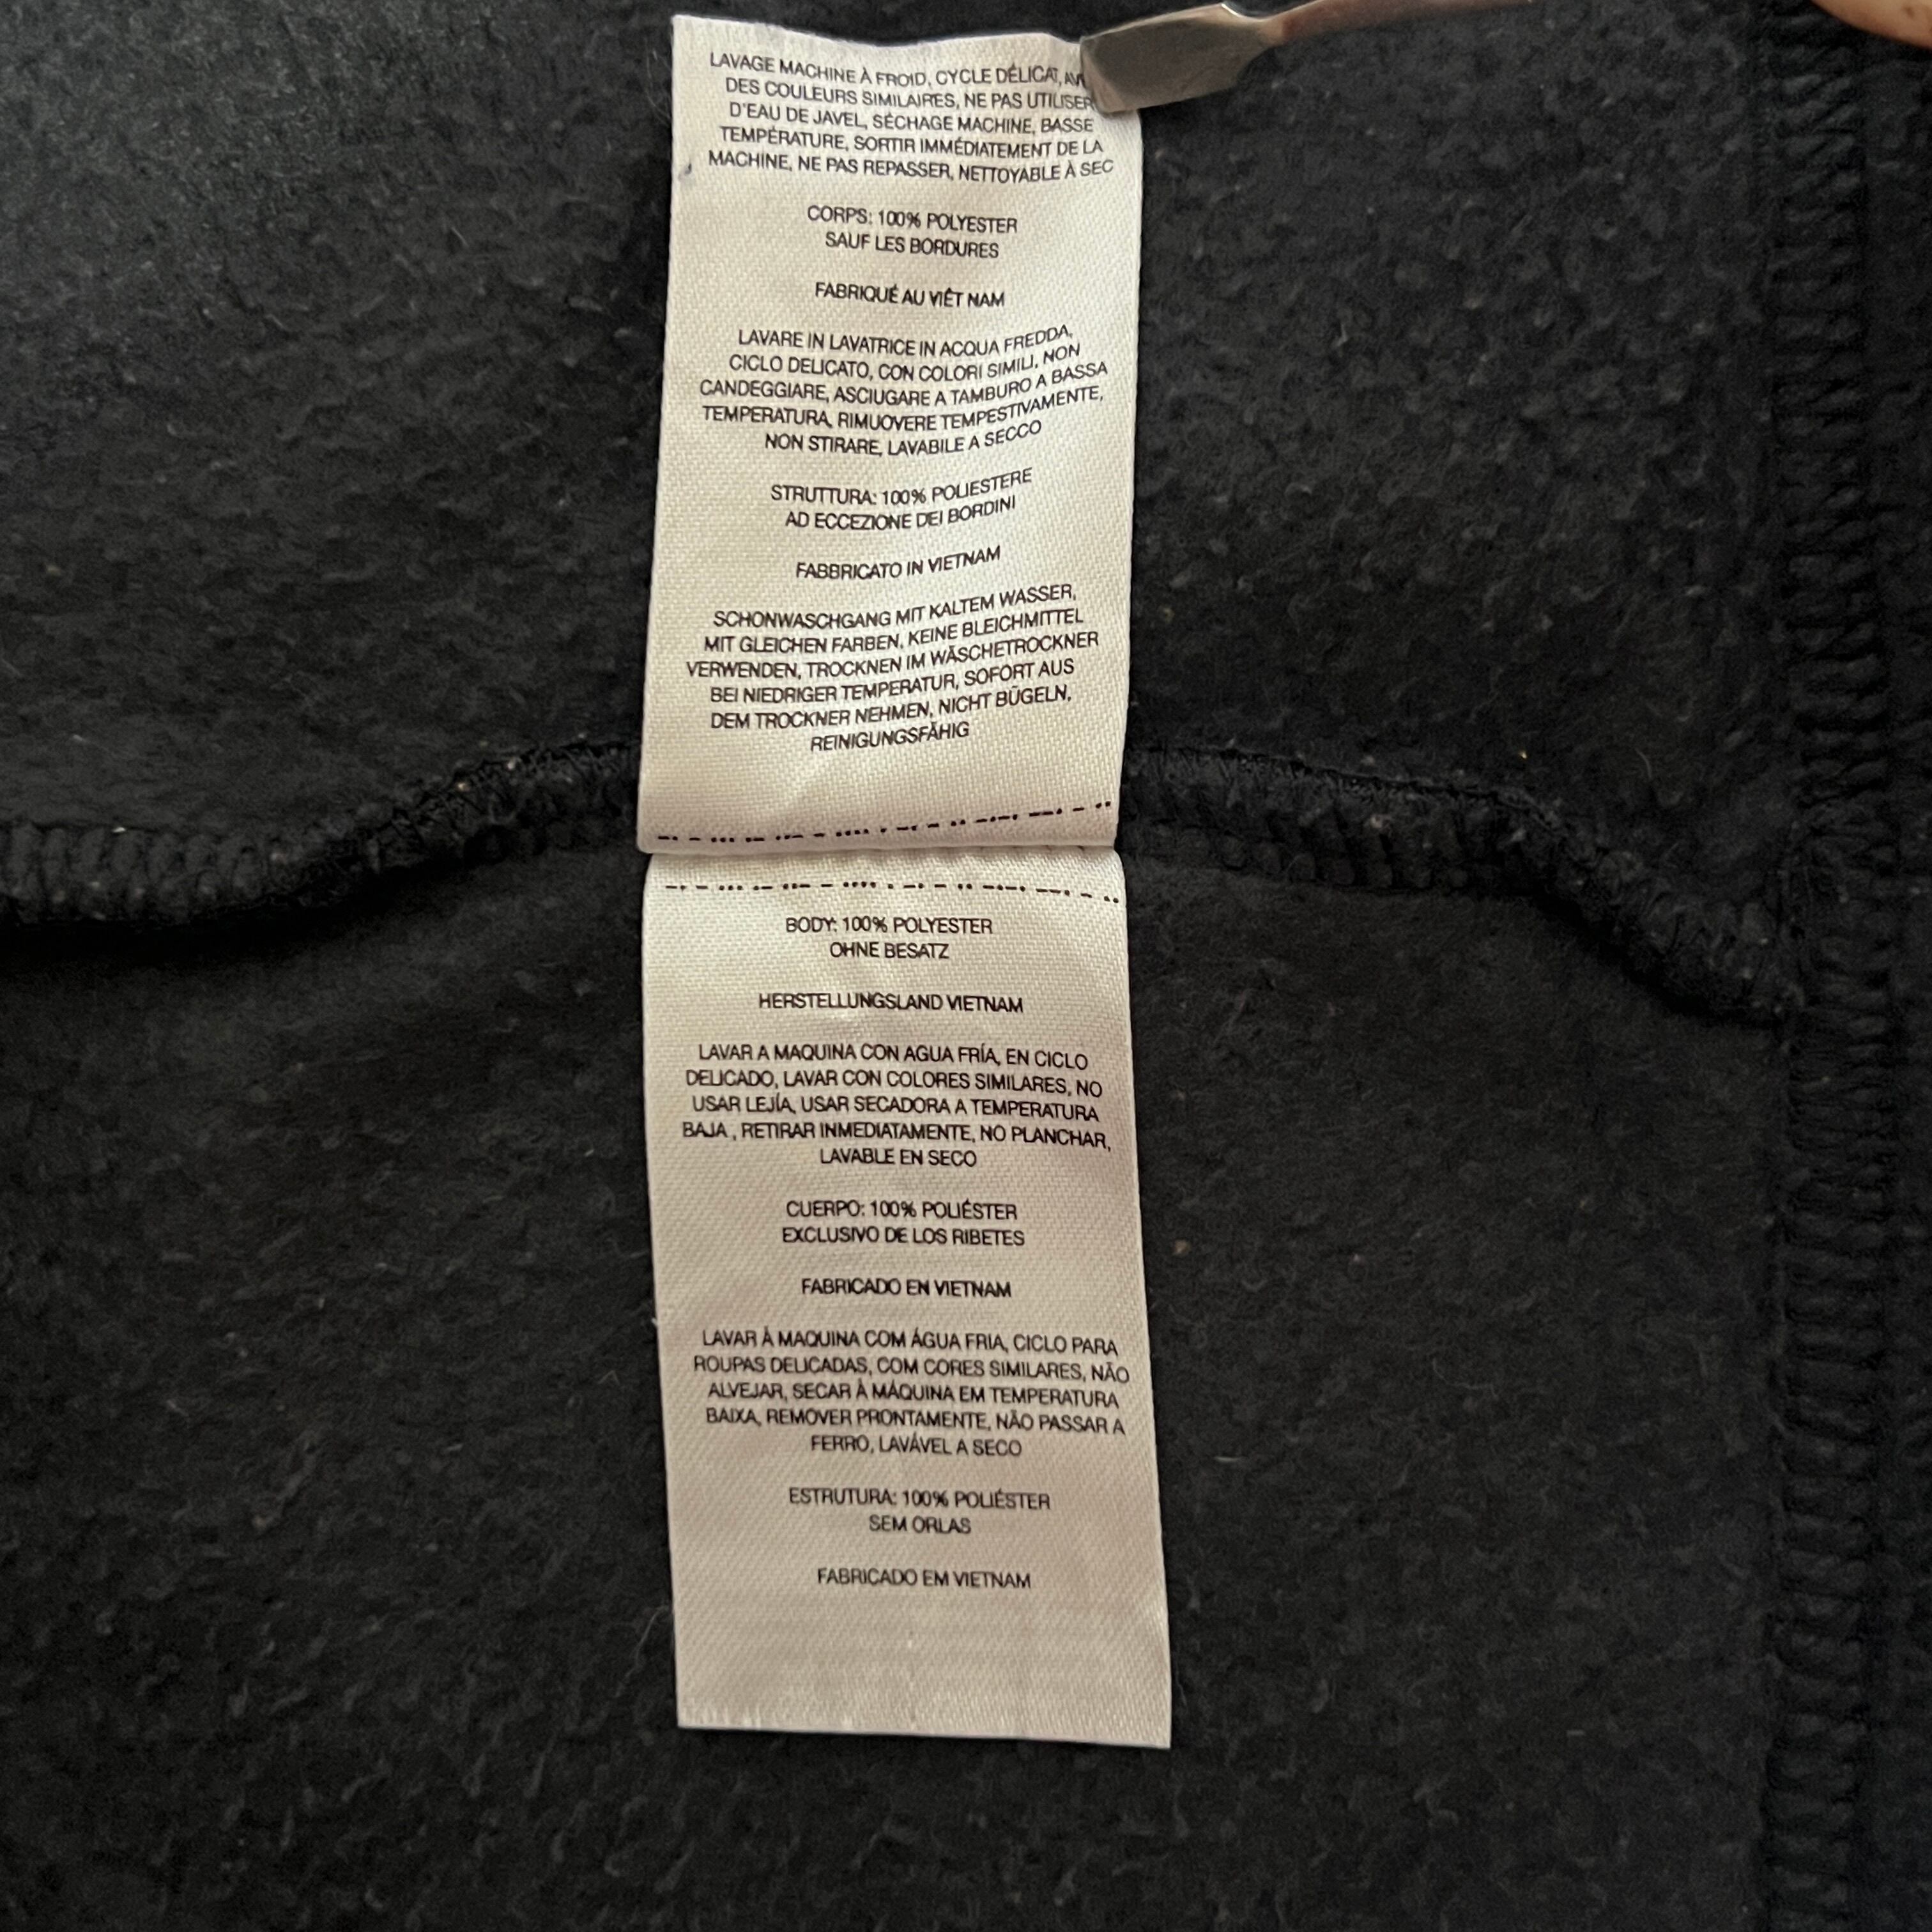 LAVAGE MACHINE À FROID, CYCLE DÉLICAT,
DES COULEURS SIMILAIRES, NE PAS UTILISER
D'EAU DE JAVEL, SÉCHAGE MACHINE, BASSE
TEMPÉRATURE, SORTIR IMMÉDIATEMENT DE LA
MACHINE, NE PAS REPASSER, NETTOYABLE À SEC
CORPS: 100% POLYESTER
SAUF LES BORDURES
FABRIQUÉ AU VIÊT NAM
LAVARE IN LAVATRICE IN ACQUA FREDDA,
CICLO DELICATO, CON COLORI SIMILI, NON
CANDEGGIARE, ASCIUGARE A TAMBURO A BASSA
TEMPERATURA, RIMUOVERE TEMPESTIVAMENTE,
NON STIRARE, LAVABILE A SECCO
STRUTTURA: 100% POLIESTERE
AD ECCEZIONE DEI BORDINI
FABBRICATO IN VIETNAM
SCHONWASCHGANG MIT KALTEM WASSER,
MIT GLEICHEN FARBEN, KEINE BLEICHMITTEL
VERWENDEN, TROCKNEN IM WÄSCHETROCKNER
BEI NIEDRIGER TEMPERATUR, SOFORT AUS
DEM TROCKNER NEHMEN, NICHT BÜGELN,
REINIGUNGSFÄHIG
BODY: 100% POLYESTER
OHNE BESATZ
HERSTELLUNGSLAND VIETNAM
LAVAR A MAQUINA CON AGUA FRÍA, EN CICLO
DELICADO, LAVAR CON COLORES SIMILARES, NO
USAR LEJÍA, USAR SECADORA A TEMPERATURA
BAJA , RETIRAR INMEDIATAMENTE, NO PLANCHAR,
LAVABLE EN SECO
CUERPO: 100% POLIÉSTER
EXCLUSIVO DE LOS RIBETES
FABRICADO EN VIETNAM
LAVAR À MAQUINA COM ÁGUA FRIA, CICLO PARA
ROUPAS DELICADAS, COM CORES SIMILARES, NÃO
ALVEJAR, SECAR À MÁQUINA EM TEMPERATURA
BAIXA, REMOVER PRONTAMENTE, NÃO PASSAR A
FERRO, LAVÁVEL A SECO
ESTRUTURA: 100% POLIÉSTER
SEM ORLAS
FABRICADO EM VIETNAM